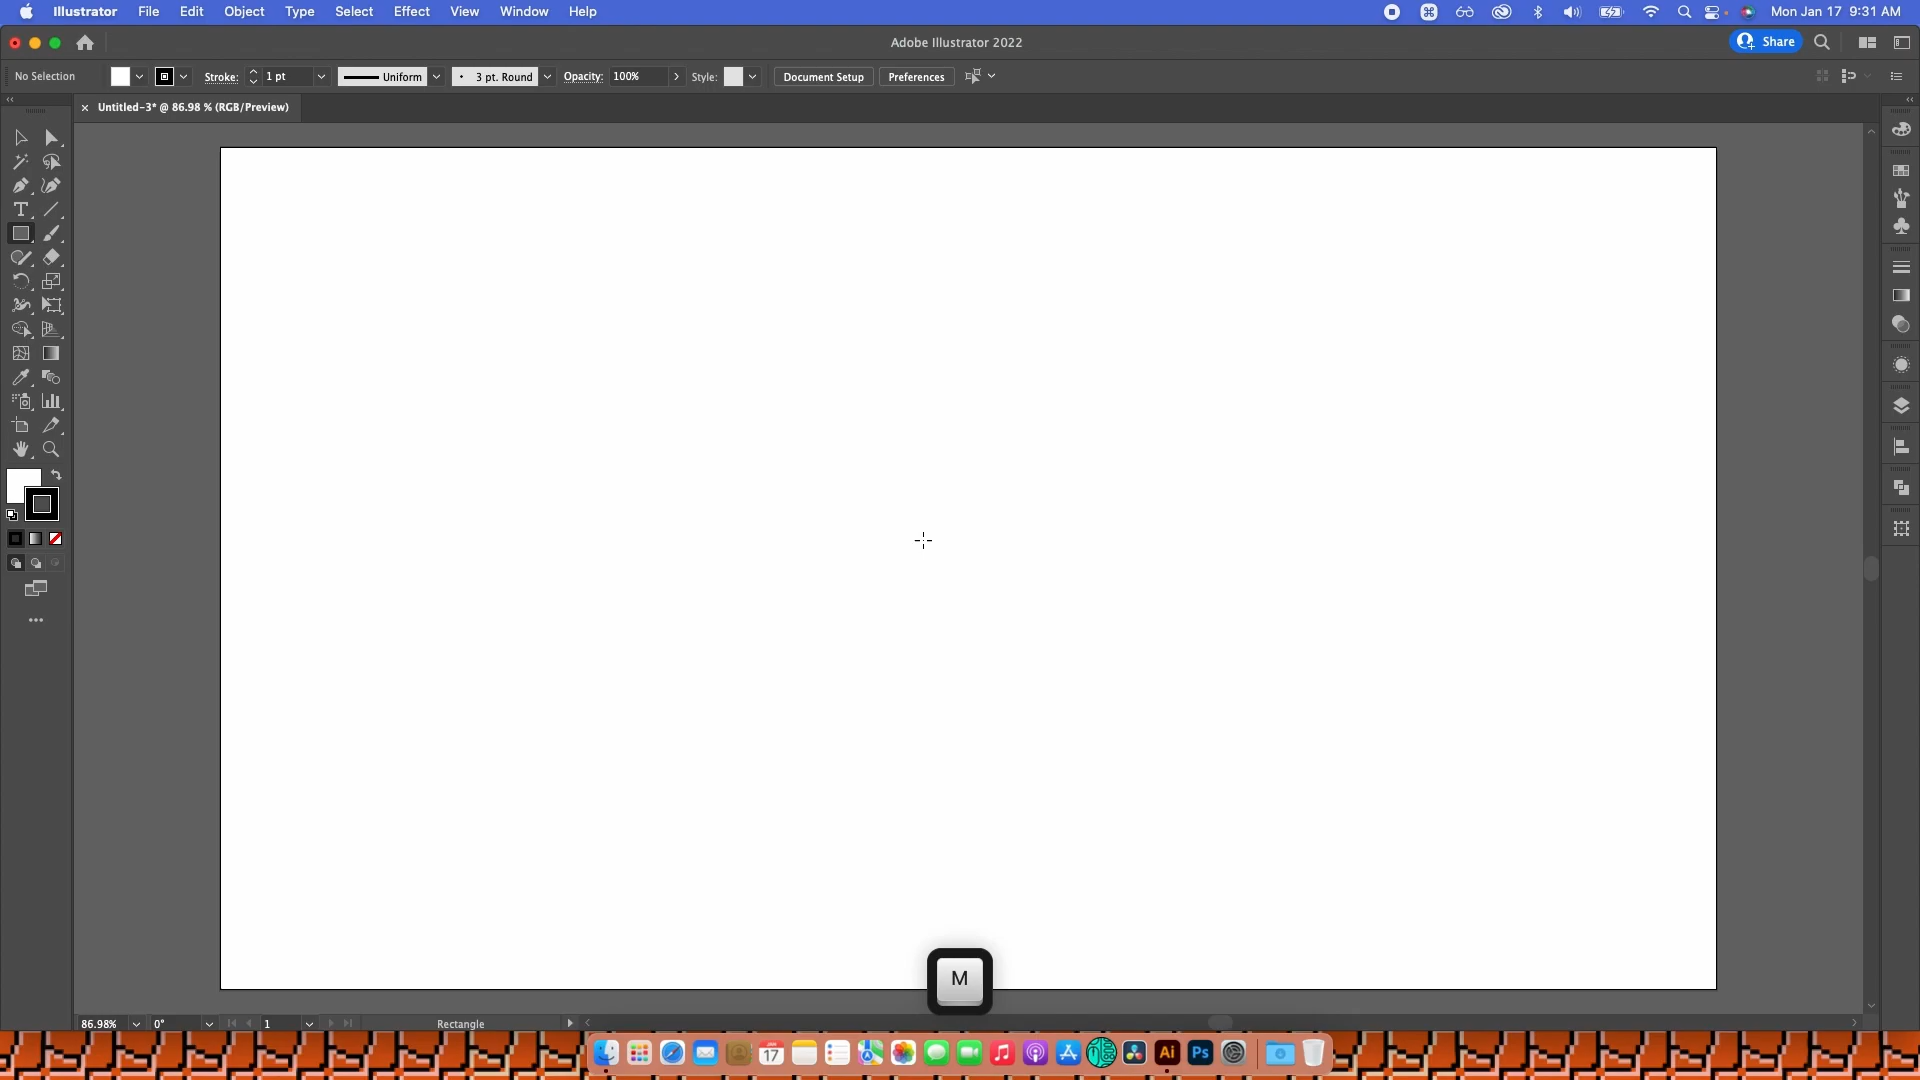 Illustrator File Edit Object Type Select Effect View Window Help Mon Jan 17 9:31 AM
Adobe Illustrator 2022 Share
No Selection Stroke: 1 pt Uniform 3 pt. Round Opacity: 100% Style: Document Setup Preferences
Untitled-3* @ 86.98 % (RGB/Preview)
T
M
86.98% 0° 1 Rectangle
17 Ai Ps